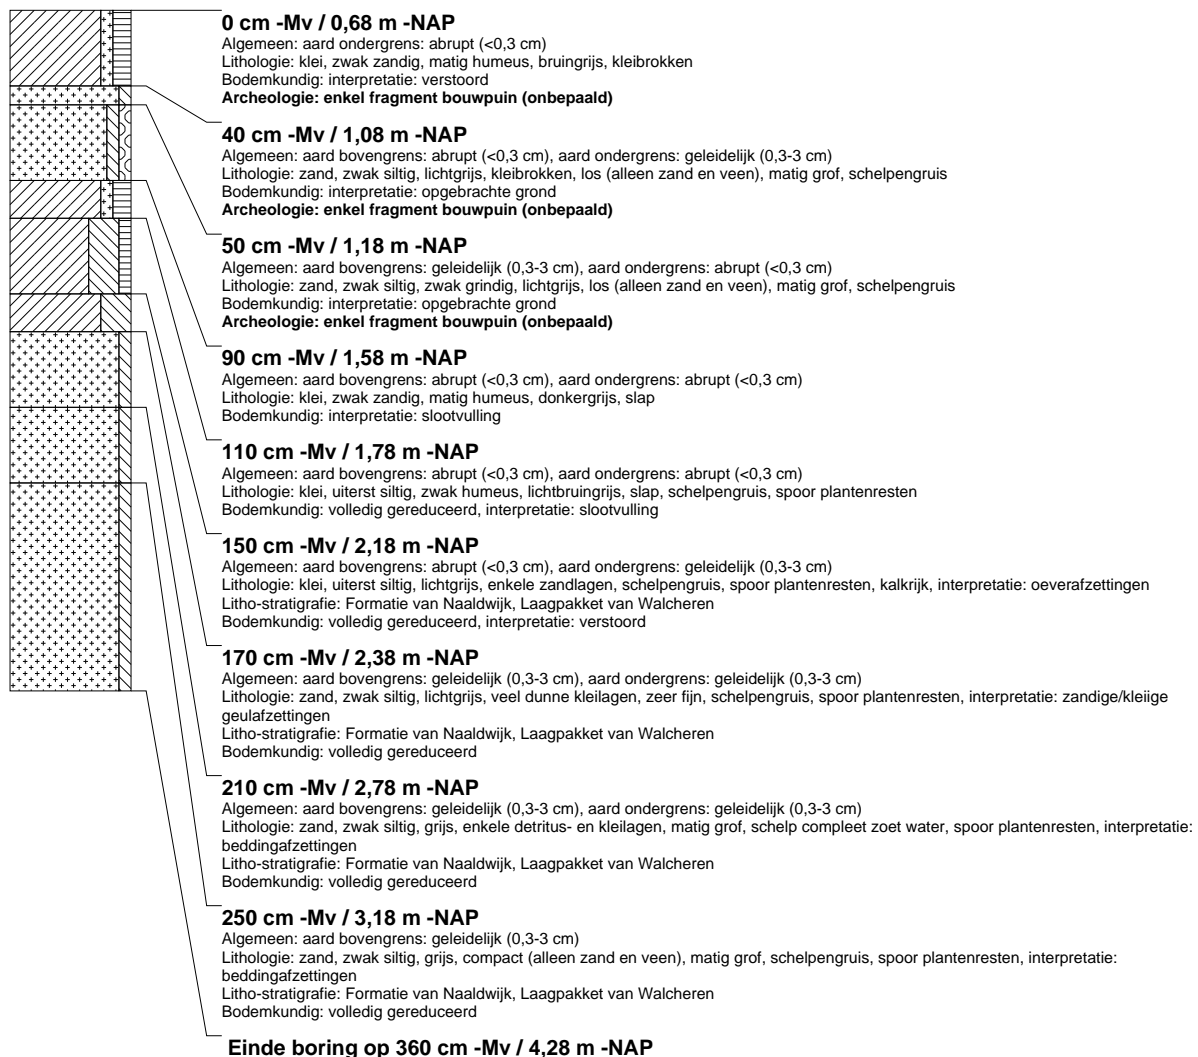 0 cm -Mv / 0,68 m -NAP
Algemeen: aard ondergrens: abrupt (<0,3 cm)
Lithologie: klei, zwak zandig, matig humeus, bruingrijs, kleibrokken
Bodemkundig: interpretatie: verstoord
Archeologie: enkel fragment bouwpuin (onbepaald)
40 cm -Mv / 1,08 m -NAP
Algemeen: aard bovengrens: abrupt (<0,3 cm), aard ondergrens: geleidelijk (0,3-3 cm)
Lithologie: zand, zwak siltig, lichtgrijs, kleibrokken, los (alleen zand en veen), matig grof, schelpengruis
Bodemkundig: interpretatie: opgebrachte grond
Archeologie: enkel fragment bouwpuin (onbepaald)
50 cm -Mv / 1,18 m -NAP
Algemeen: aard bovengrens: geleidelijk (0,3-3 cm), aard ondergrens: abrupt (<0,3 cm)
Lithologie: zand, zwak siltig, zwak grindig, lichtgrijs, los (alleen zand en veen), matig grof, schelpengruis
Bodemkundig: interpretatie: opgebrachte grond
Archeologie: enkel fragment bouwpuin (onbepaald)
90 cm -Mv / 1,58 m -NAP
Algemeen: aard bovengrens: abrupt (<0,3 cm), aard ondergrens: abrupt (<0,3 cm)
Lithologie: klei, zwak zandig, matig humeus, donkergrijs, slap
Bodemkundig: interpretatie: slootvulling
110 cm -Mv / 1,78 m -NAP
Algemeen: aard bovengrens: abrupt (<0,3 cm), aard ondergrens: abrupt (<0,3 cm)
Lithologie: klei, uiterst siltig, zwak humeus, lichtbruingrijs, slap, schelpengruis, spoor plantenresten
Bodemkundig: volledig gereduceerd, interpretatie: slootvulling
150 cm -Mv / 2,18 m -NAP
Algemeen: aard bovengrens: abrupt (<0,3 cm), aard ondergrens: geleidelijk (0,3-3 cm)
Lithologie: klei, uiterst siltig, lichtgrijs, enkele zandlagen, schelpengruis, spoor plantenresten, kalkrijk, interpretatie: oeverafzettingen
Litho-stratigrafie: Formatie van Naaldwijk, Laagpakket van Walcheren
Bodemkundig: volledig gereduceerd, interpretatie: verstoord
170 cm -Mv / 2,38 m -NAP
Algemeen: aard bovengrens: geleidelijk (0,3-3 cm), aard ondergrens: geleidelijk (0,3-3 cm)
Lithologie: zand, zwak siltig, lichtgrijs, veel dunne kleilagen, zeer fijn, schelpengruis, spoor plantenresten, interpretatie: zandige/kleiige
geulafzettingen
Litho-stratigrafie: Formatie van Naaldwijk, Laagpakket van Walcheren
Bodemkundig: volledig gereduceerd
210 cm -Mv / 2,78 m -NAP
Algemeen: aard bovengrens: geleidelijk (0,3-3 cm), aard ondergrens: geleidelijk (0,3-3 cm)
Lithologie: zand, zwak siltig, grijs, enkele detritus- en kleilagen, matig grof, schelp compleet zoet water, spoor plantenresten, interpretatie:
beddingafzettingen
Litho-stratigrafie: Formatie van Naaldwijk, Laagpakket van Walcheren
Bodemkundig: volledig gereduceerd
250 cm -Mv / 3,18 m -NAP
Algemeen: aard bovengrens: geleidelijk (0,3-3 cm)
Lithologie: zand, zwak siltig, grijs, compact (alleen zand en veen), matig grof, schelpengruis, spoor plantenresten, interpretatie:
beddingafzettingen
Litho-stratigrafie: Formatie van Naaldwijk, Laagpakket van Walcheren
Bodemkundig: volledig gereduceerd
Einde boring op 360 cm -Mv / 4,28 m -NAP